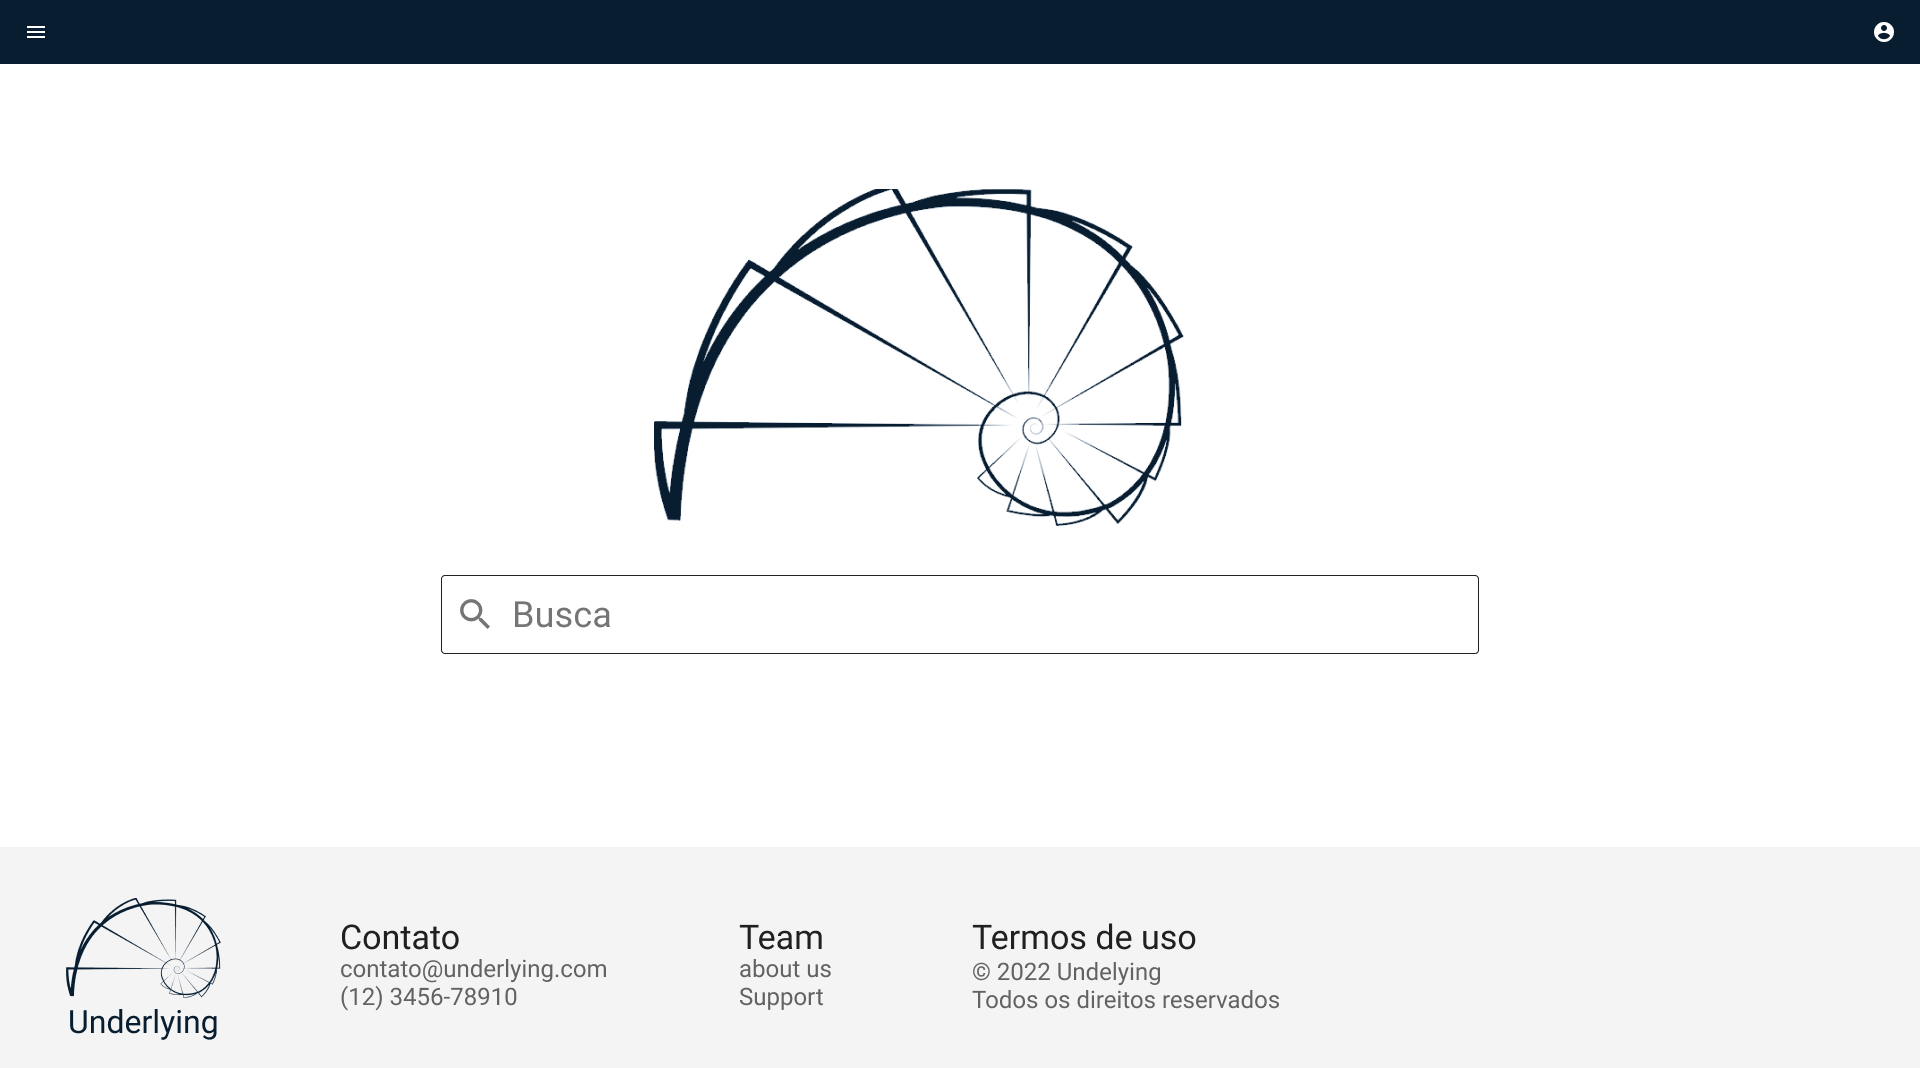 Busca
Underlying
Contato
contato@underlying.com
(12) 3456-78910
Team
about us
Support
Termos de uso
© 2022 Undelying
Todos os direitos reservados